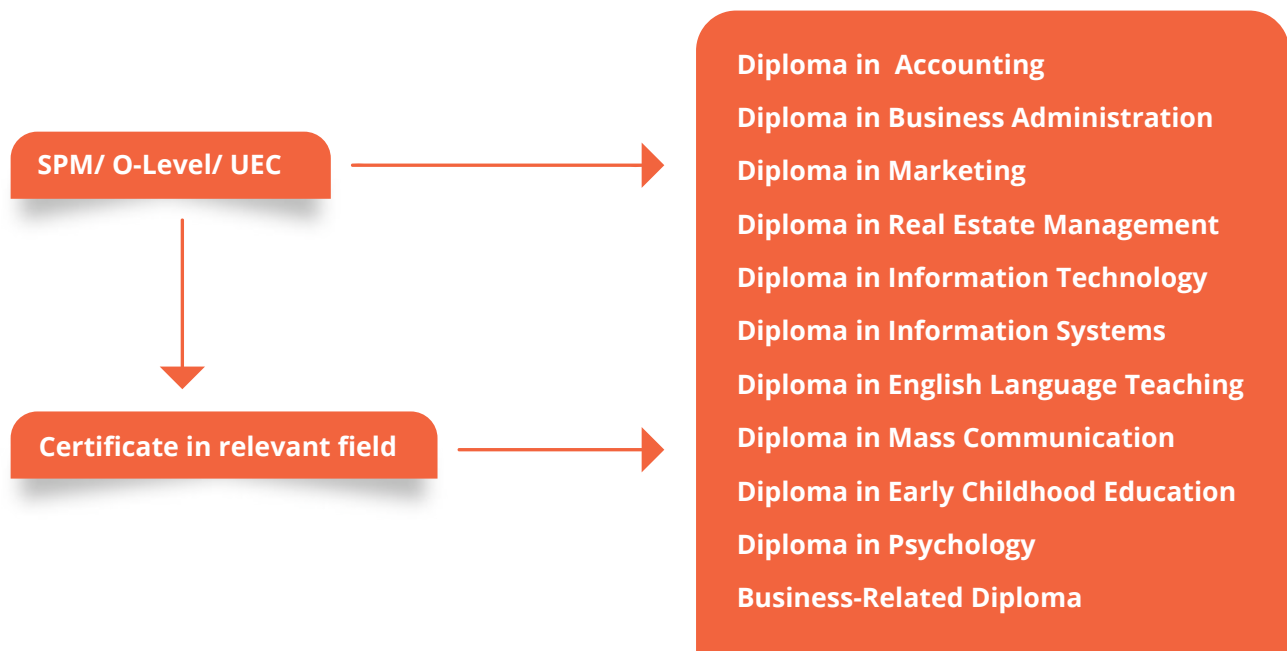 SPM/ O-Level/ UEC
Certificate in relevant field
Diploma in  Accounting
Diploma in Business Administration
Diploma in Marketing
Diploma in Real Estate Management
Diploma in Information Technology
Diploma in Information Systems
Diploma in English Language Teaching
Diploma in Mass Communication
Diploma in Early Childhood Education
Diploma in Psychology
Business-Related Diploma